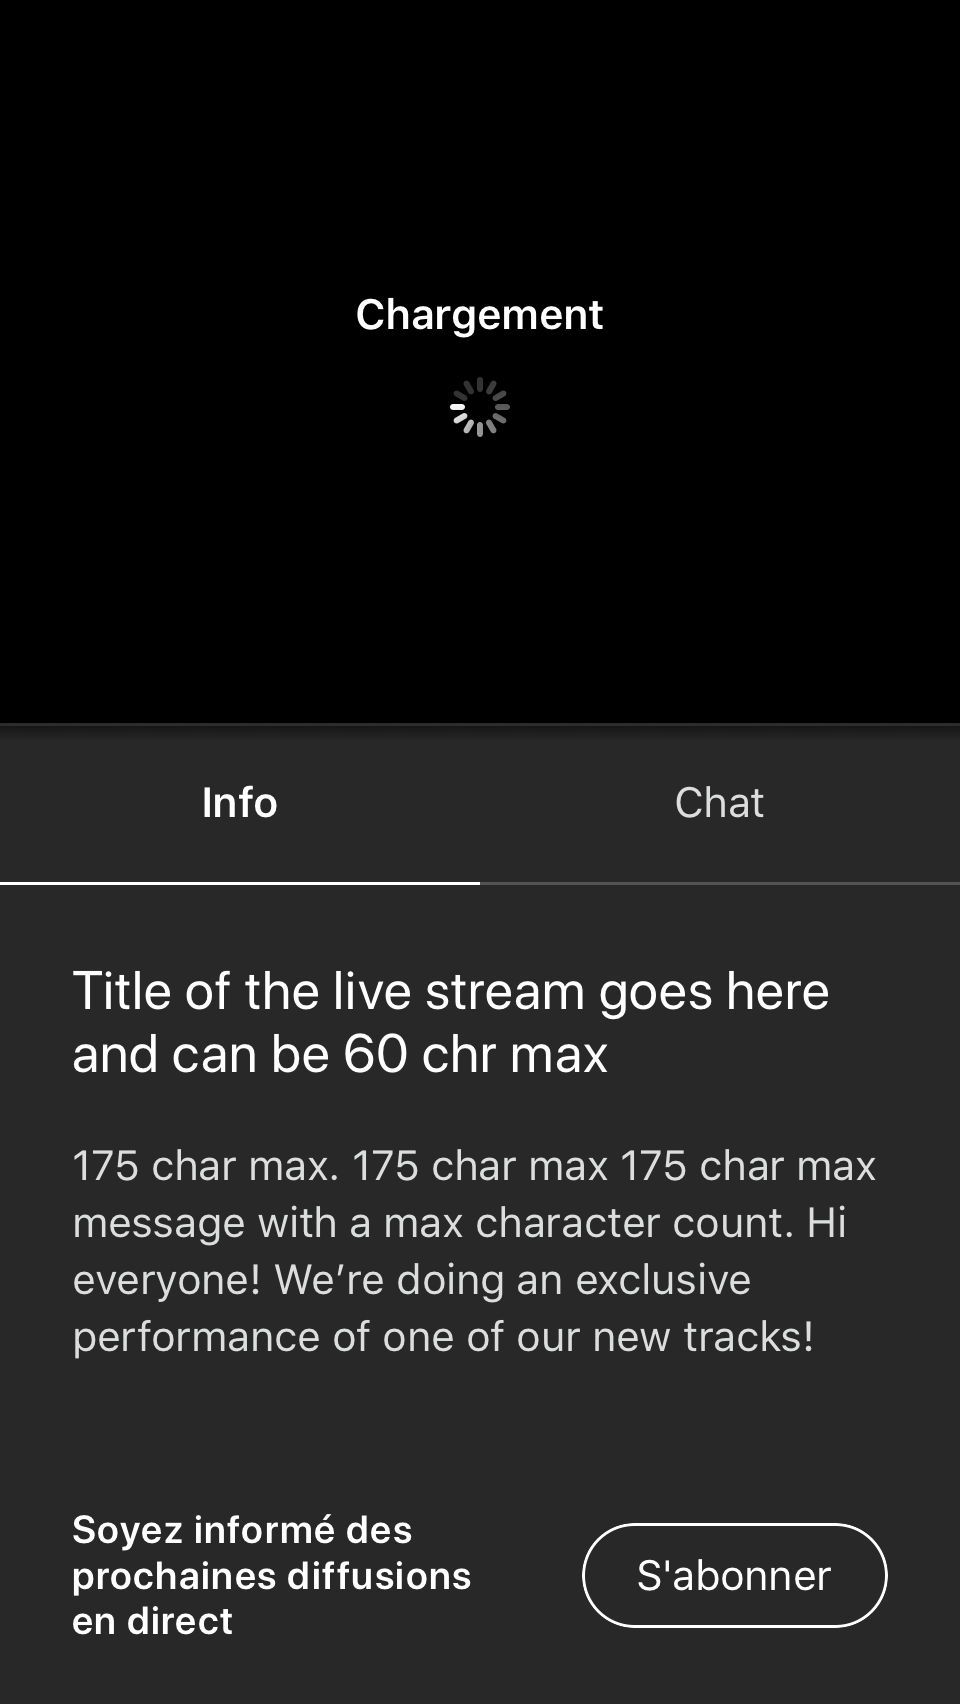 Chargement
Info
Chat
Title of the live stream goes here
and can be 60 chr max
175 char max. 175 char max 175 char max
message with a max character count. Hi
everyone! We’re doing an exclusive
performance of one of our new tracks!
Soyez informé des
prochaines diffusions
en direct
S'abonner